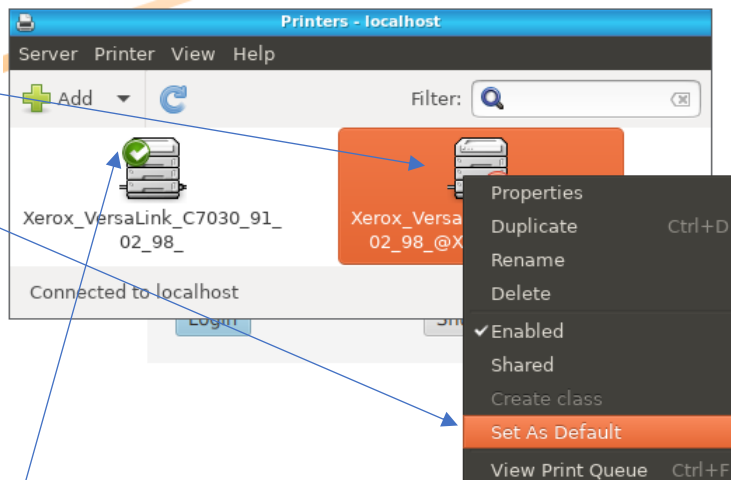 Printers - localhost
Server Printer View Help
Add Filter:
Xerox_VersaLink_C7030_91_
02_98_
Xerox_Versa
02_98_@X
Connected to localhost
Login
Properties
Duplicate Ctrl+D
Rename
Delete
Enabled
Shared
Create class
Set As Default
View Print Queue Ctrl+F